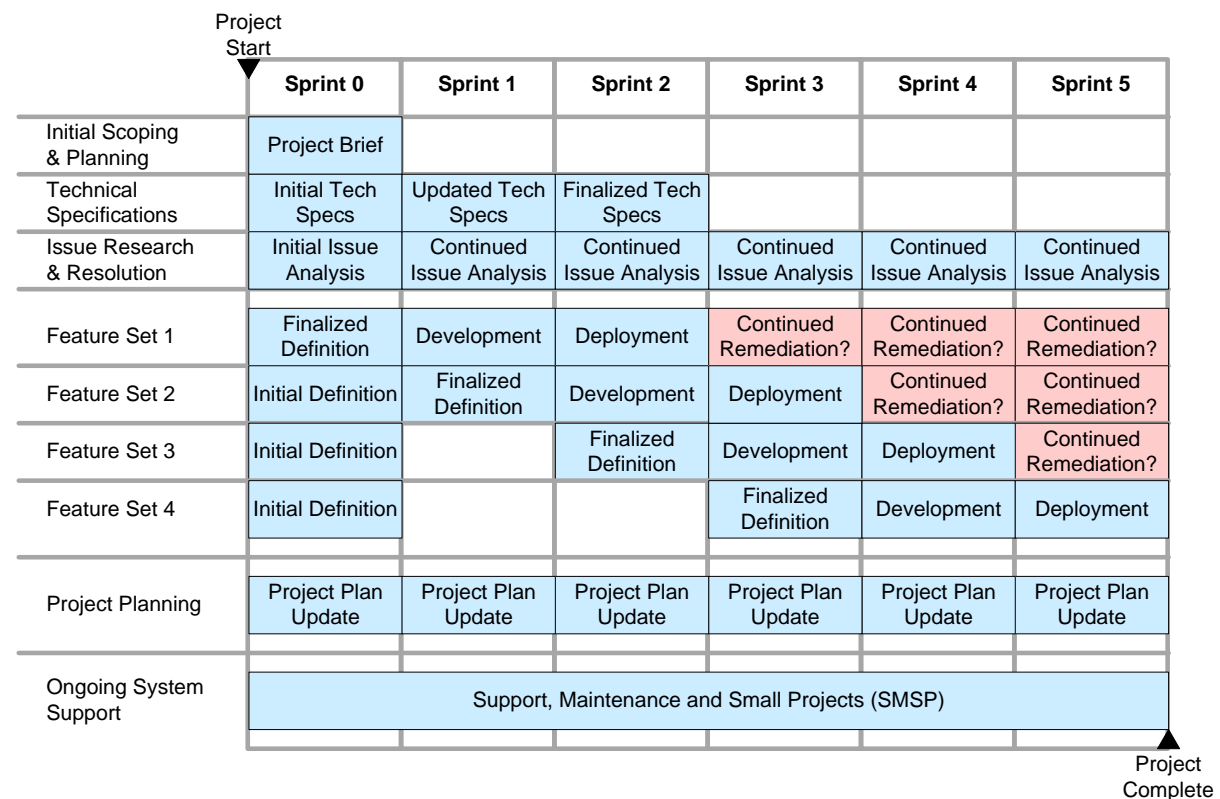 Project
Start
Sprint 0 Sprint 1 Sprint 2 Sprint 3 Sprint 4 Sprint 5
Initial Scoping
& Planning
Project Brief
Technical
Specifications
Initial Tech
Specs
Updated Tech
Specs
Finalized Tech
Specs
Issue Research
& Resolution
Initial Issue
Analysis
Continued
Issue Analysis
Continued
Issue Analysis
Continued
Issue Analysis
Continued
Issue Analysis
Continued
Issue Analysis
Feature Set 1
Finalized
Definition
Development
Deployment
Continued
Remediation?
Continued
Remediation?
Continued
Remediation?
Feature Set 2
Initial Definition
Finalized
Definition
Development
Deployment
Continued
Remediation?
Continued
Remediation?
Feature Set 3
Initial Definition
Finalized
Definition
Development
Deployment
Continued
Remediation?
Feature Set 4
Initial Definition
Finalized
Definition
Development
Deployment
Project Planning
Project Plan
Update
Project Plan
Update
Project Plan
Update
Project Plan
Update
Project Plan
Update
Project Plan
Update
Ongoing System
Support
Support, Maintenance and Small Projects (SMSP)
Project
Complete